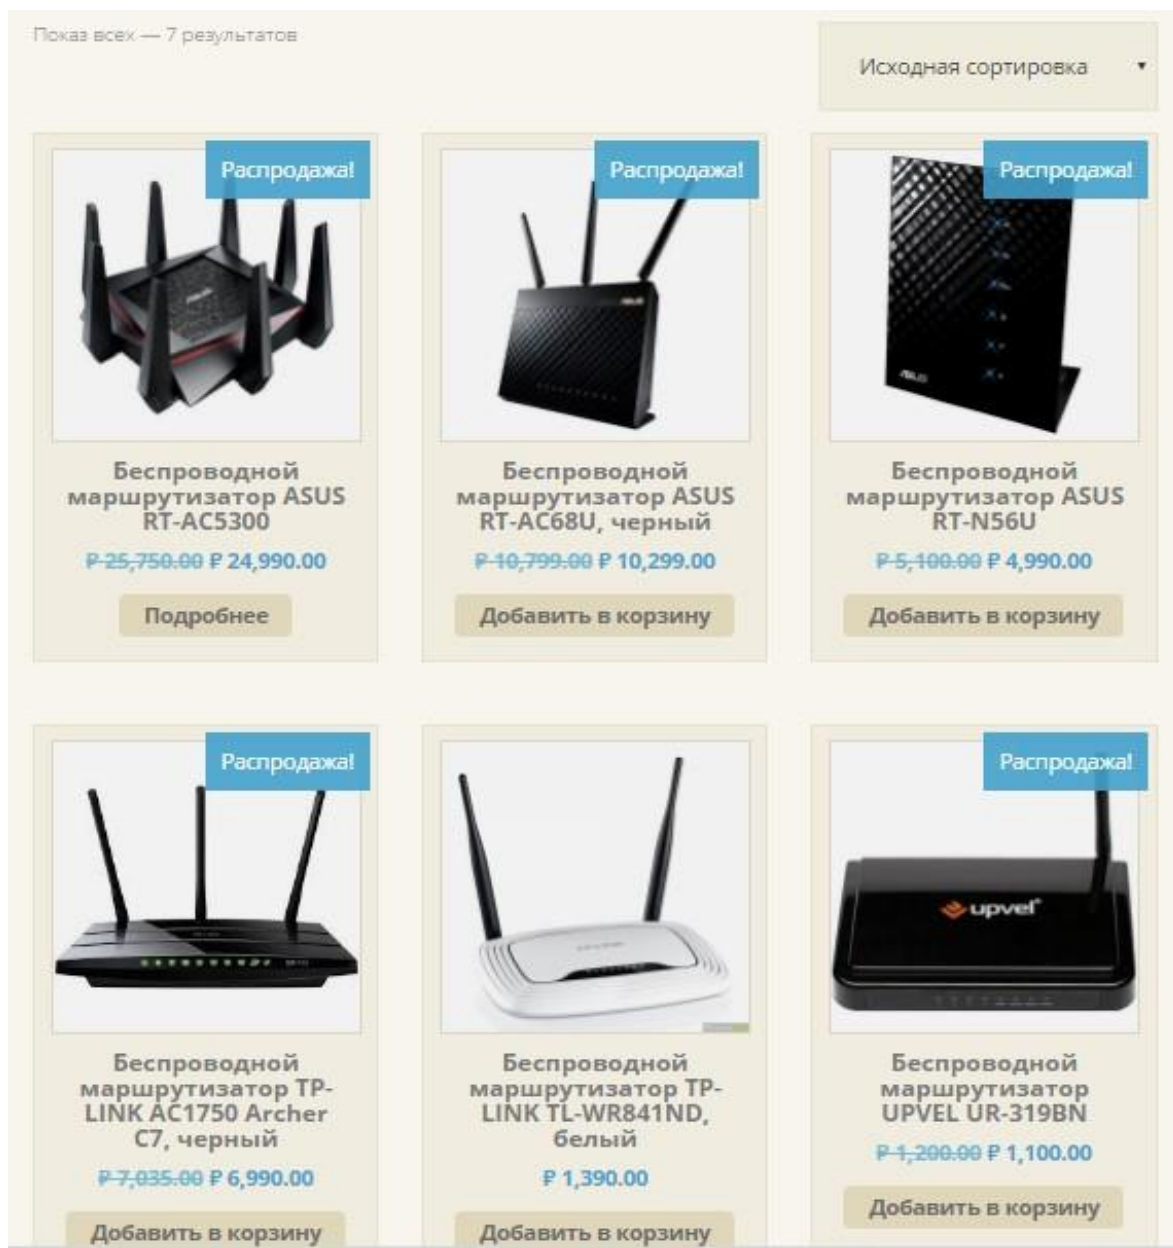 Показ всех — 7 результатов
Исходная сортировка
Распродажа!
Распродажа!
Распродажа!
ASUS
Беспроводной
маршрутизатор ASUS
RT-AC5300
₽ 25,750.00 ₽ 24,990.00
Подробнее
Беспроводной
маршрутизатор ASUS
RT-AC68U, черный
₽ 10,799.00 ₽ 10,299.00
Добавить в корзину
Беспроводной
маршрутизатор ASUS
RT-N56U
₽ 5,100.00 ₽ 4,990.00
Добавить в корзину
Распродажа!
Распродажа!
upvel
Беспроводной
маршрутизатор TP-
LINK AC1750 Archer
C7, черный
₽ 7,035.00 ₽ 6,990.00
Добавить в корзину
Беспроводной
маршрутизатор TP-
LINK TL-WR841ND,
белый
₽ 1,390.00
Добавить в корзину
Беспроводной
маршрутизатор
UPVEL UR-319BN
₽ 1,200.00 ₽ 1,100.00
Добавить в корзину